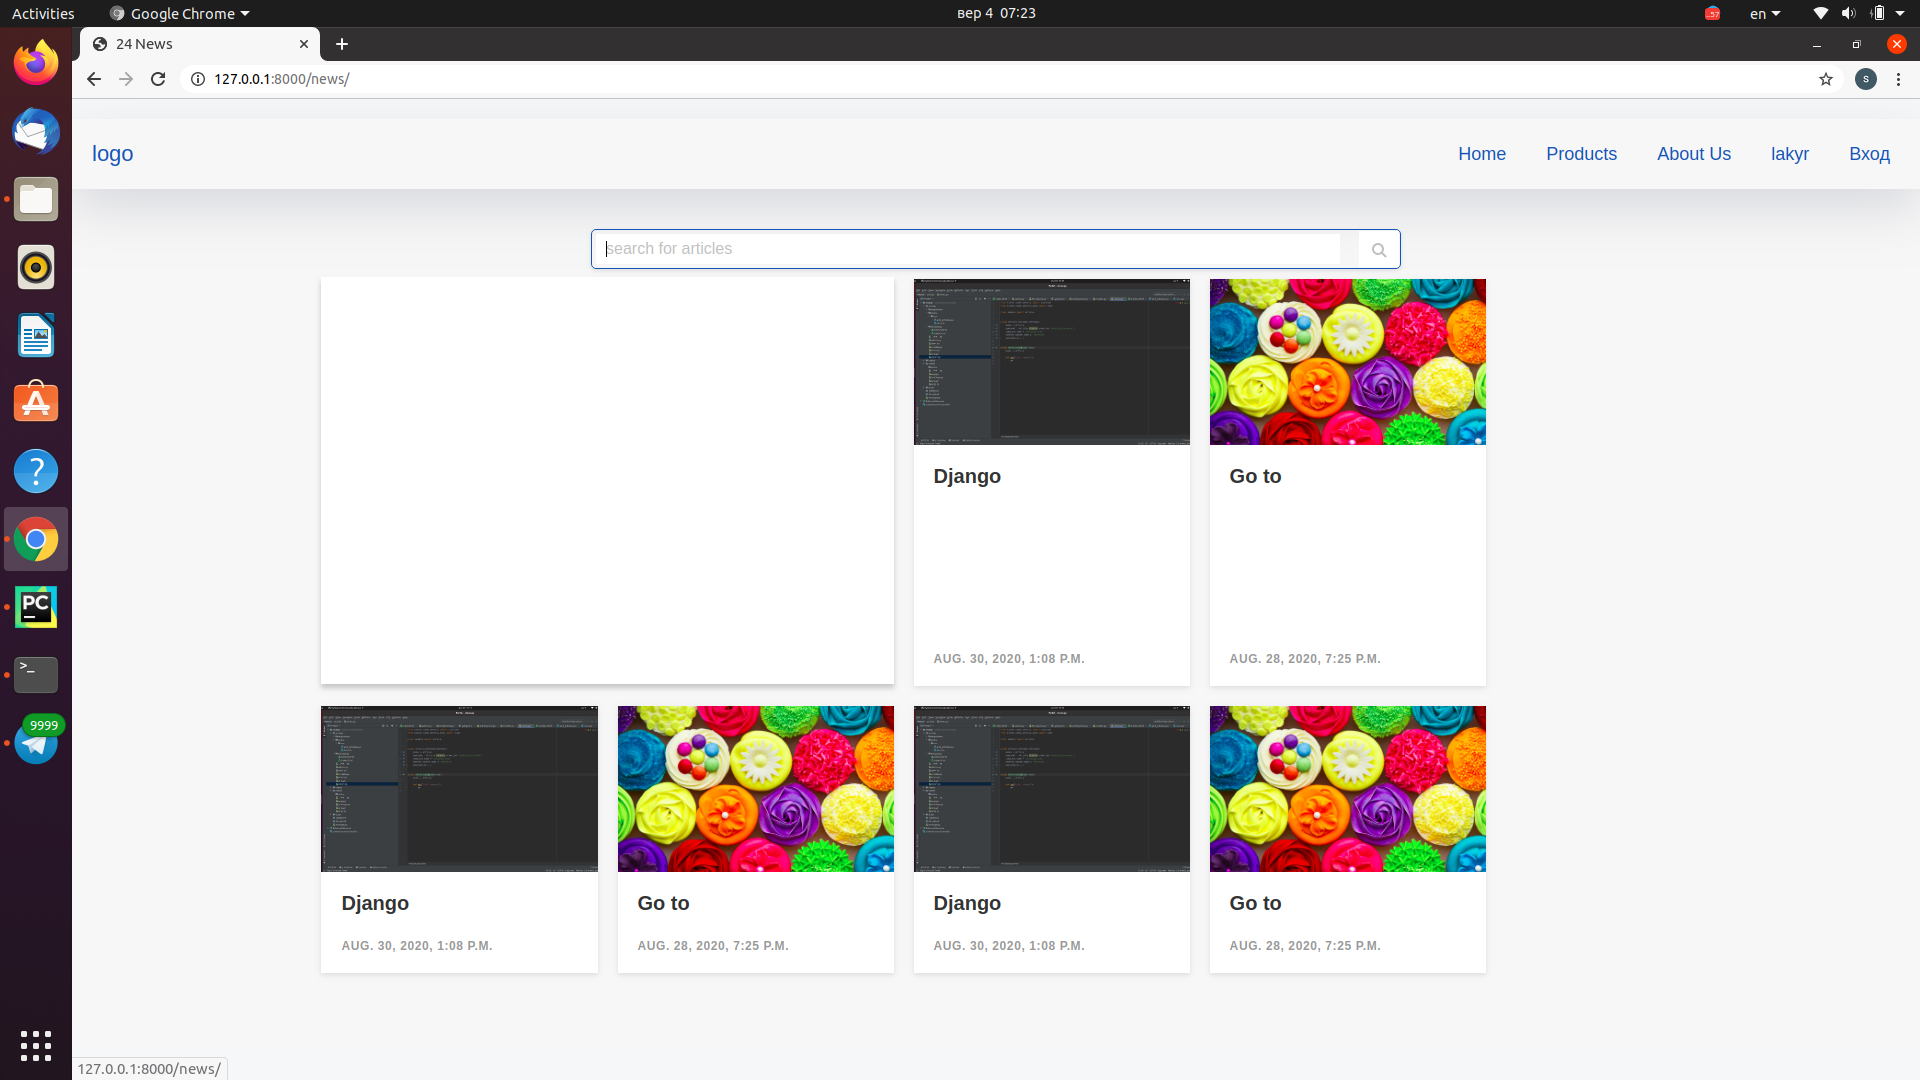 Activities
Google Chrome
вер 4 07:23
en
24 News
127.0.0.1:8000/news/
S
logo
Home
Products
About Us
lakyr
Вход
search for articles
Django
Go to
AUG. 30, 2020, 1:08 P.M.
AUG. 28, 2020, 7:25 P.M.
PC
>_
9999
Django
Go to
Django
Go to
AUG. 30, 2020, 1:08 P.M.
AUG. 28, 2020, 7:25 P.M.
AUG. 30, 2020, 1:08 P.M.
AUG. 28, 2020, 7:25 P.M.
127.0.0.1:8000/news/